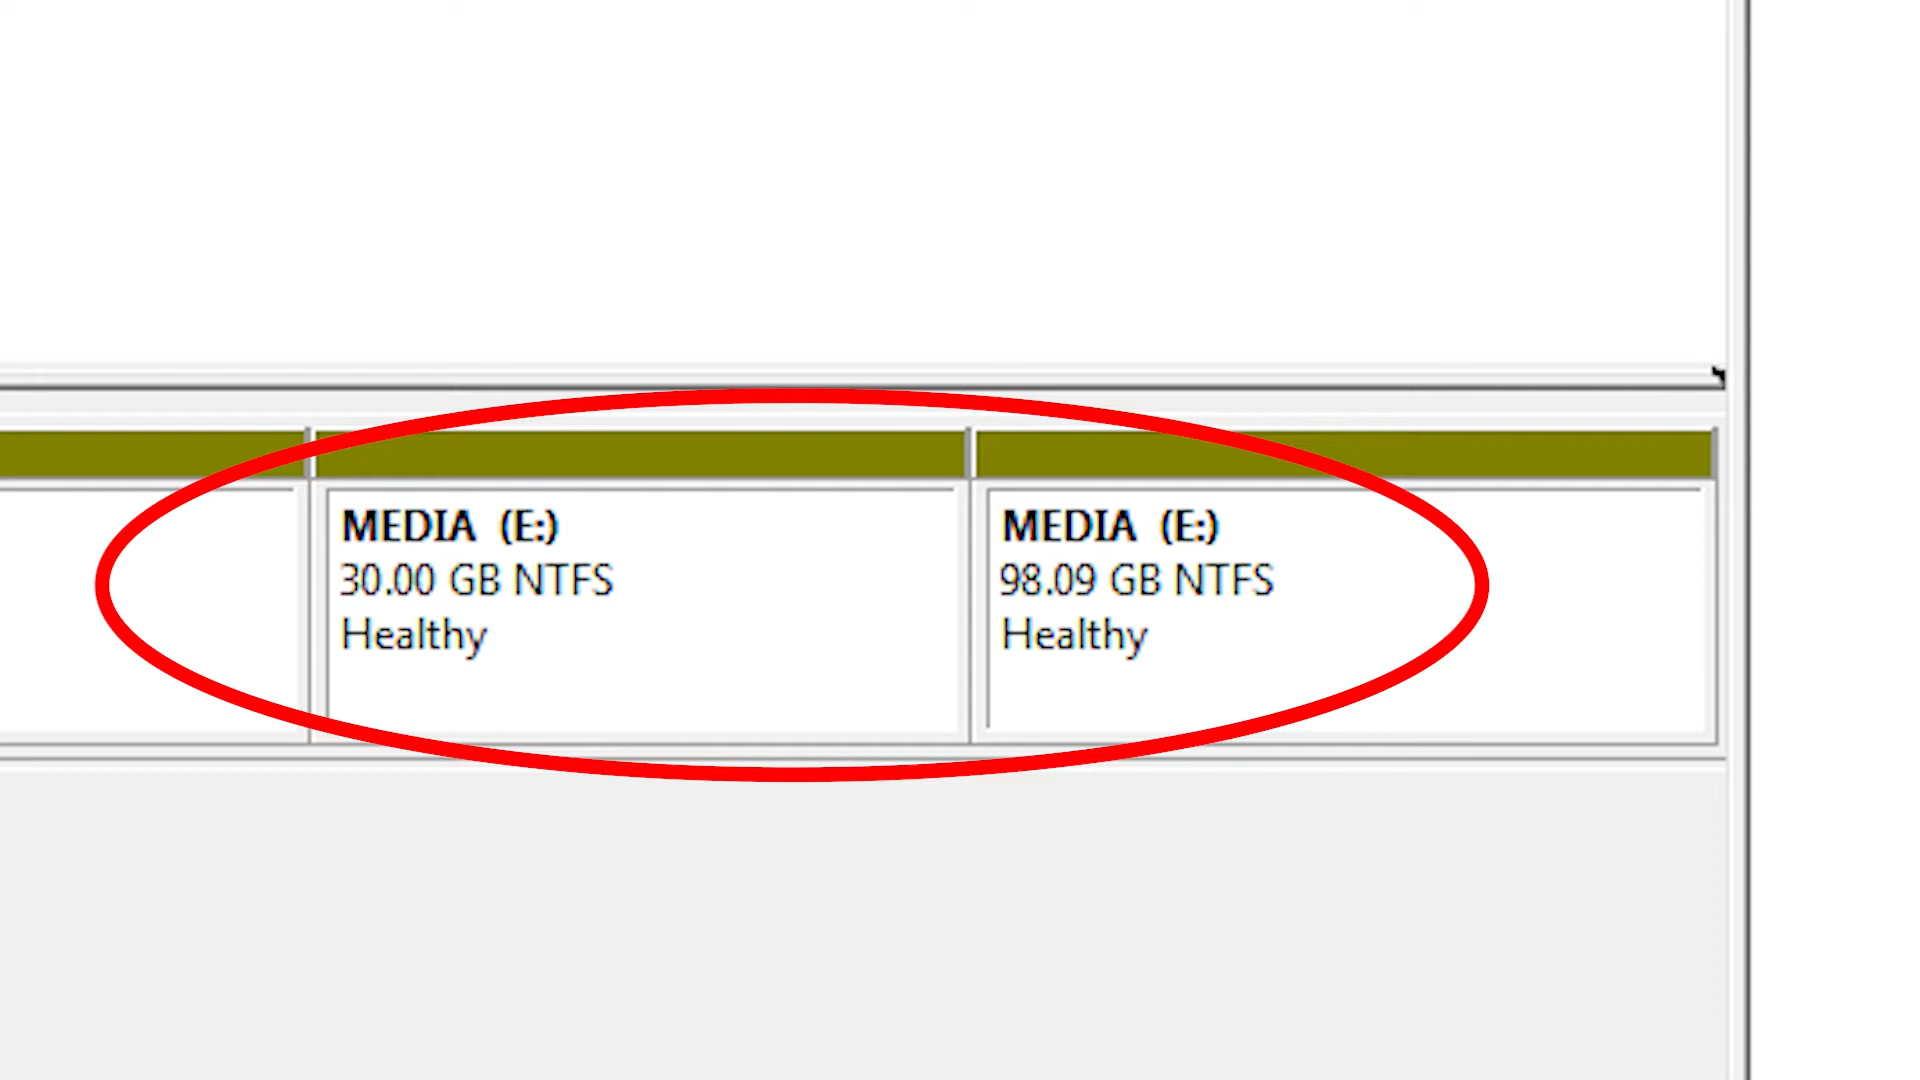 MEDIA (E:)
30.00 GB NTFS
Healthy
MEDIA (E:)
98.09 GB NTFS
Healthy